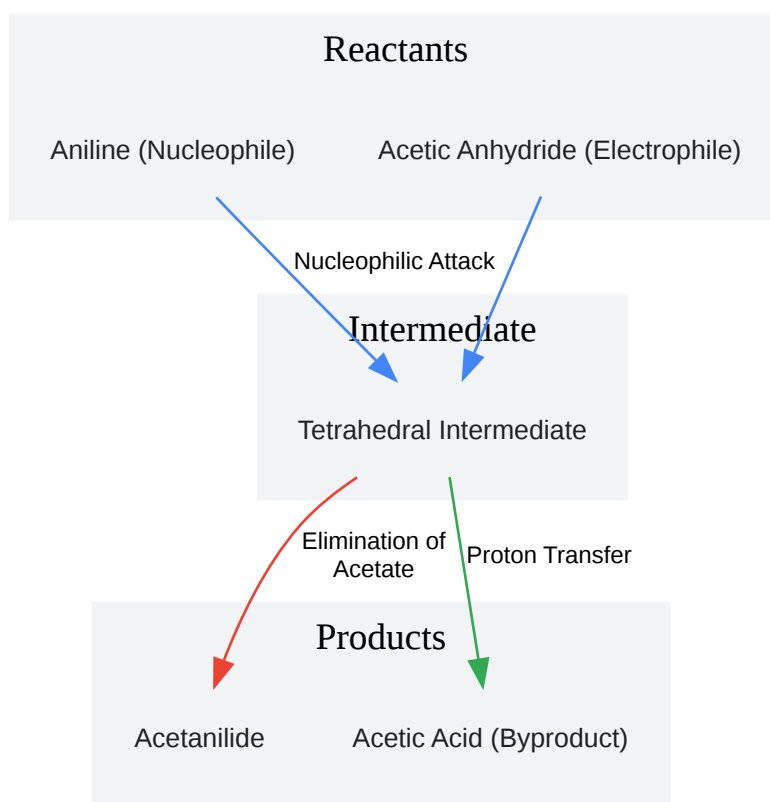 Reactants
Aniline (Nucleophile)
Acetic Anhydride (Electrophile)
Nucleophilic Attack
Intermediate
Tetrahedral Intermediate
Elimination of
Acetate
Proton Transfer
Products
Acetanilide
Acetic Acid (Byproduct)